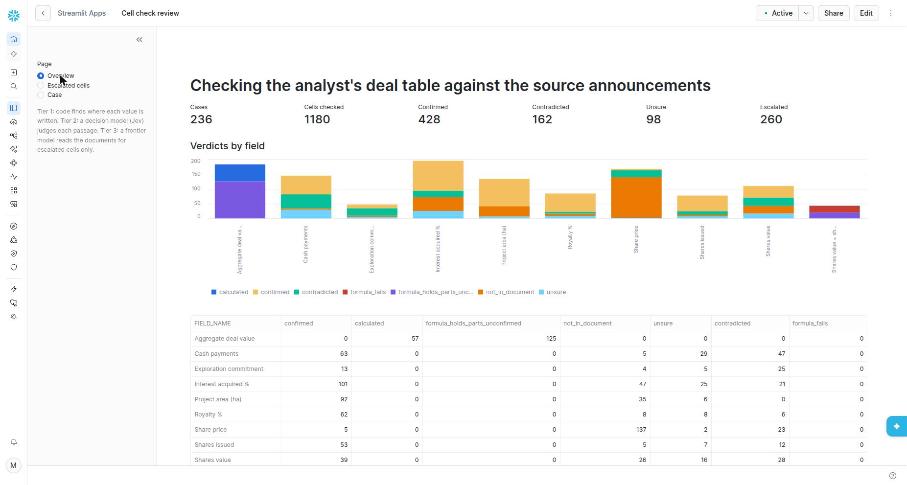 Streamlit Apps
Cell check review
Active
Share
Edit
Page
Overview
Escalated cells
Case
Tier 1: code finds where each value is
written. Tier 2: a decision model (Jev)
judges each passage. Tier 3: a frontier
model reads the documents for
escalated cells only.
Checking the analyst's deal table against the source announcements
Cases
Cells checked
Confirmed
Contradicted
Unsure
Escalated
236
1180
428
162
98
260
Verdicts by field
200
150
100
50
0
Aggregate deal va...
Cash payments
Interest acquired %
Project area (ha)
Royalty %
Share price
Shares issued
Shares value
calculated confirmed contradicted formula_fails formula_holds_parts_unc... not_in_document unsure
FIELD_NAME confirmed calculated formula_holds_parts_unconfirmed not_in_document unsure contradicted formula_fails
Aggregate deal value 0 57 125 0 0 0 0
Cash payments 63 0 0 5 29 47 0
Exploration commitment 13 0 0 4 5 25 0
Interest acquired % 101 0 0 47 25 21 0
Project area (ha) 92 0 0 35 6 0 0
Royalty % 62 0 0 8 8 6 0
Share price 5 0 0 137 2 23 0
Shares issued 53 0 0 5 7 12 0
Shares value 39 0 0 26 16 28 0
M